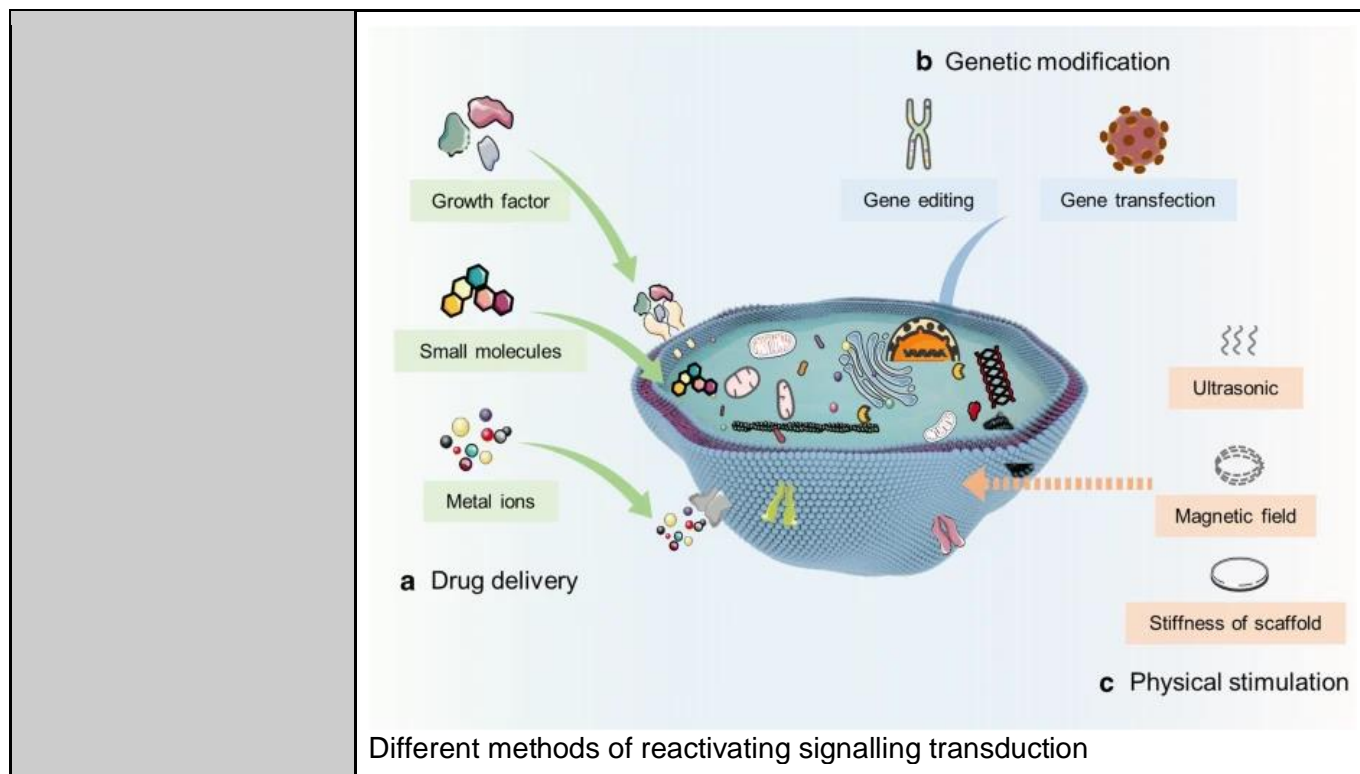 b Genetic modification
Growth factor
Gene editing
Gene transfection
Small molecules
Ultrasonic
Metal ions
Magnetic field
a Drug delivery
Stiffness of scaffold
c Physical stimulation
Different methods of reactivating signalling transduction